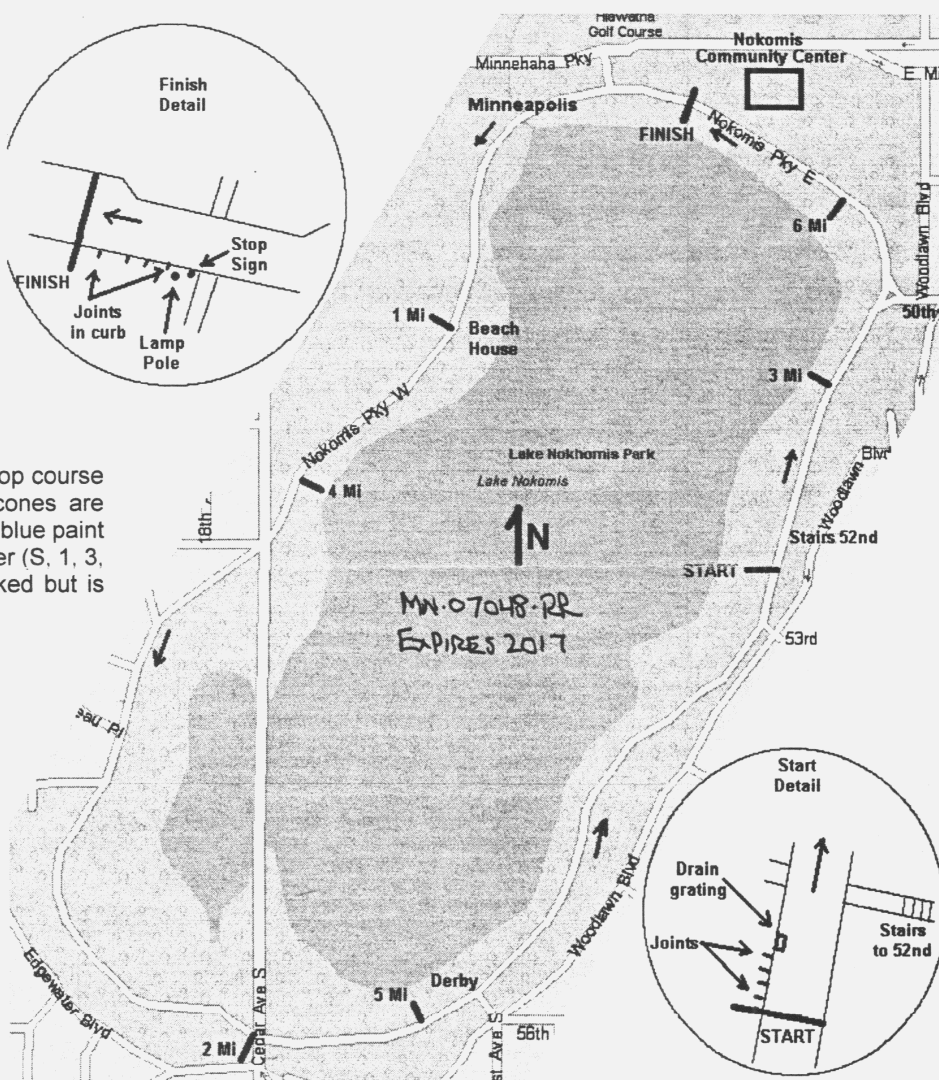 Hiawatha
Golf Course
Nokomis
Community Center
Minnehaha Pky
Minneapolis
FINISH
Nokomis Pky E
6 Mi
Woodlawn Blvd
50th
Finish
Detail
Stop
Sign
FINISH
Joints
in curb
Lamp
Pole
1 Mi
Beach
House
3 Mi
Nokomis Pky W
Lake Nokhomis Park
Lake Nokomis
4 Mi
18th
N
op course
cones are
blue paint
er (S, 1, 3,
ked but is
Woodlawn Blvd
Stairs 52nd
START
MN·07048·RR
EXPIRES 2017
53rd
eau Pl
Start
Detail
Drain
grating
Joints
Stairs
to 52nd
START
Woodlawn Blvd
Edgewater Blvd
Cedar Ave S
Derby
5 Mi
2 Mi
56th
st Ave S